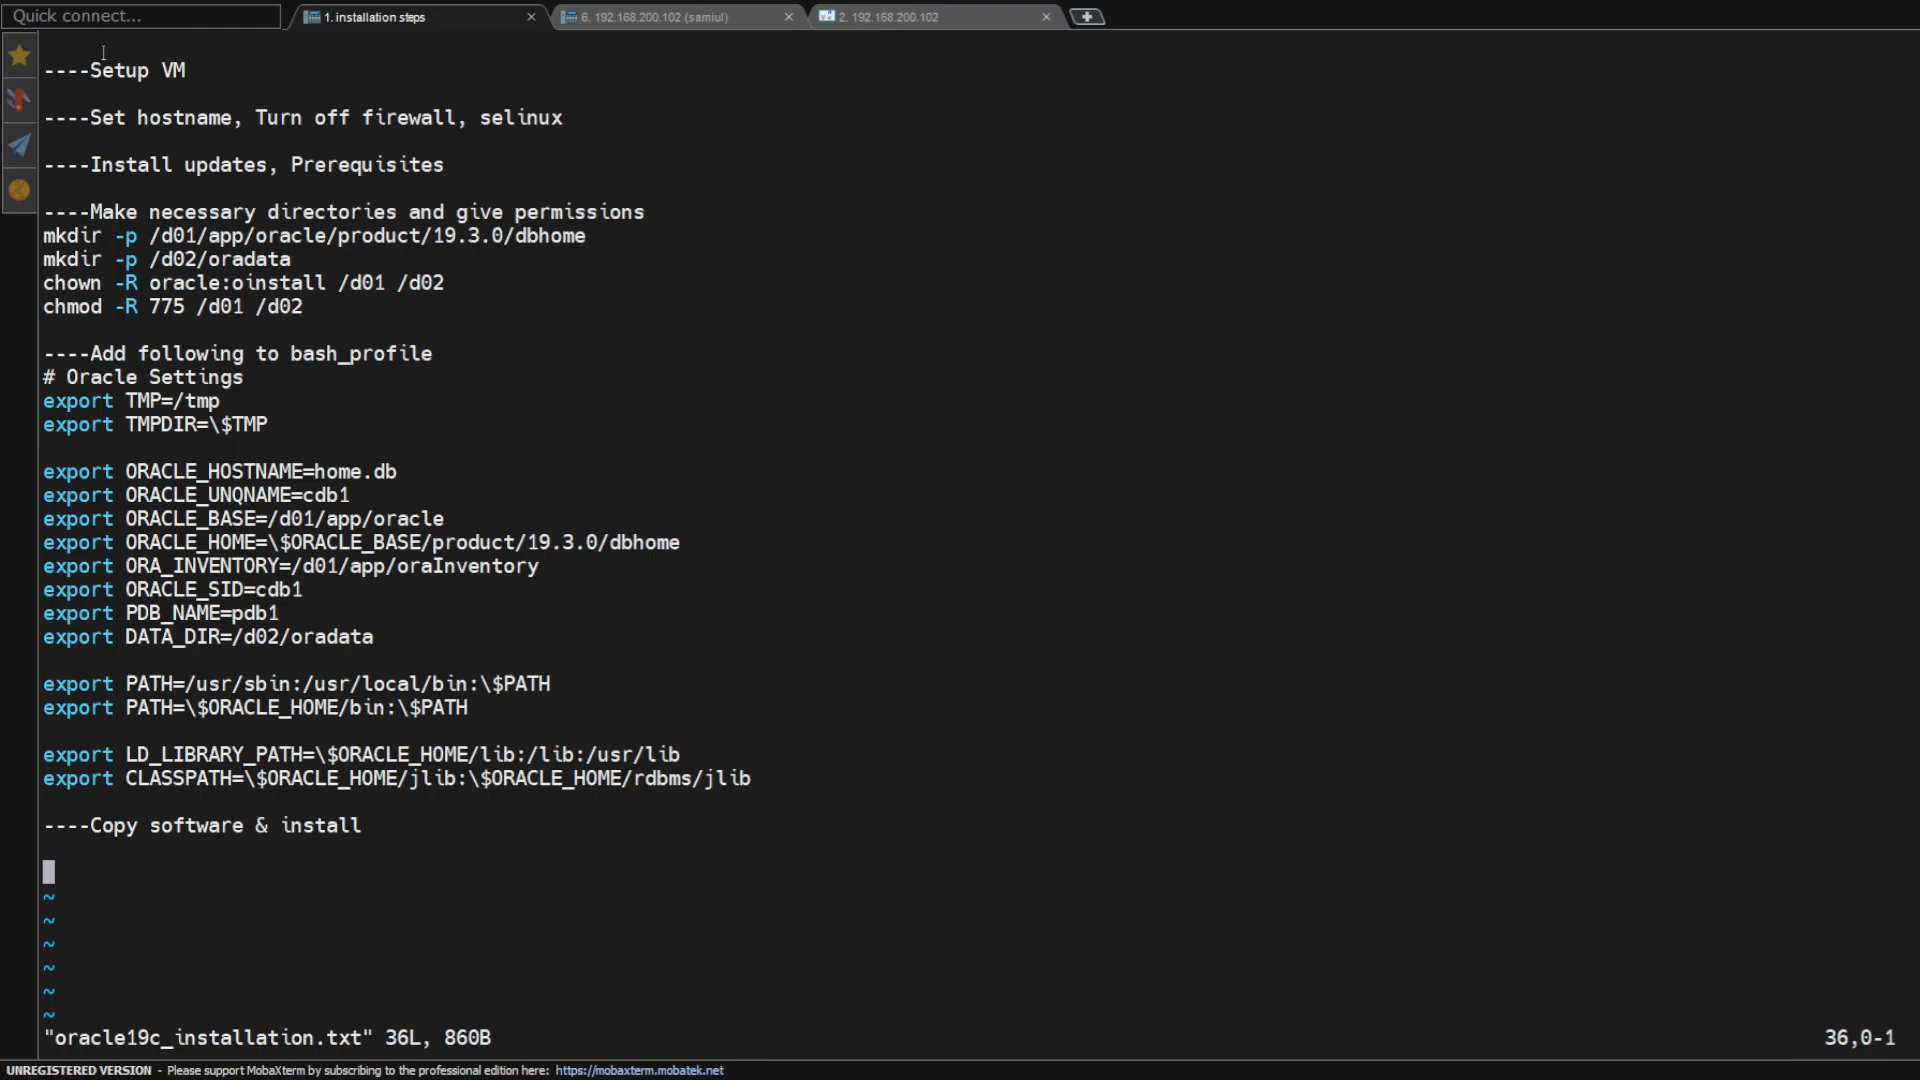 Quick connect...
1. installation steps
6. 192.168.200.102 (samiul)
2. 192.168.200.102
----Setup VM
----Set hostname, Turn off firewall, selinux
----Install updates, Prerequisites
----Make necessary directories and give permissions
mkdir -p /d01/app/oracle/product/19.3.0/dbhome
mkdir -p /d02/oradata
chown -R oracle:oinstall /d01 /d02
chmod -R 775 /d01 /d02
----Add following to bash_profile
# Oracle Settings
export TMP=/tmp
export TMPDIR=\$TMP
export ORACLE_HOSTNAME=home.db
export ORACLE_UNQNAME=cdb1
export ORACLE_BASE=/d01/app/oracle
export ORACLE_HOME=\$ORACLE_BASE/product/19.3.0/dbhome
export ORA_INVENTORY=/d01/app/oraInventory
export ORACLE_SID=cdb1
export PDB_NAME=pdb1
export DATA_DIR=/d02/oradata
export PATH=/usr/sbin:/usr/local/bin:\$PATH
export PATH=\$ORACLE_HOME/bin:\$PATH
export LD_LIBRARY_PATH=\$ORACLE_HOME/lib:/lib:/usr/lib
export CLASSPATH=\$ORACLE_HOME/jlib:\$ORACLE_HOME/rdbms/jlib
----Copy software & install
~
~
~
~
~
~
"oracle19c_installation.txt" 36L, 860B
36,0-1
UNREGISTERED VERSION - Please support MobaXterm by subscribing to the professional edition here: https://mobaxterm.mobatek.net